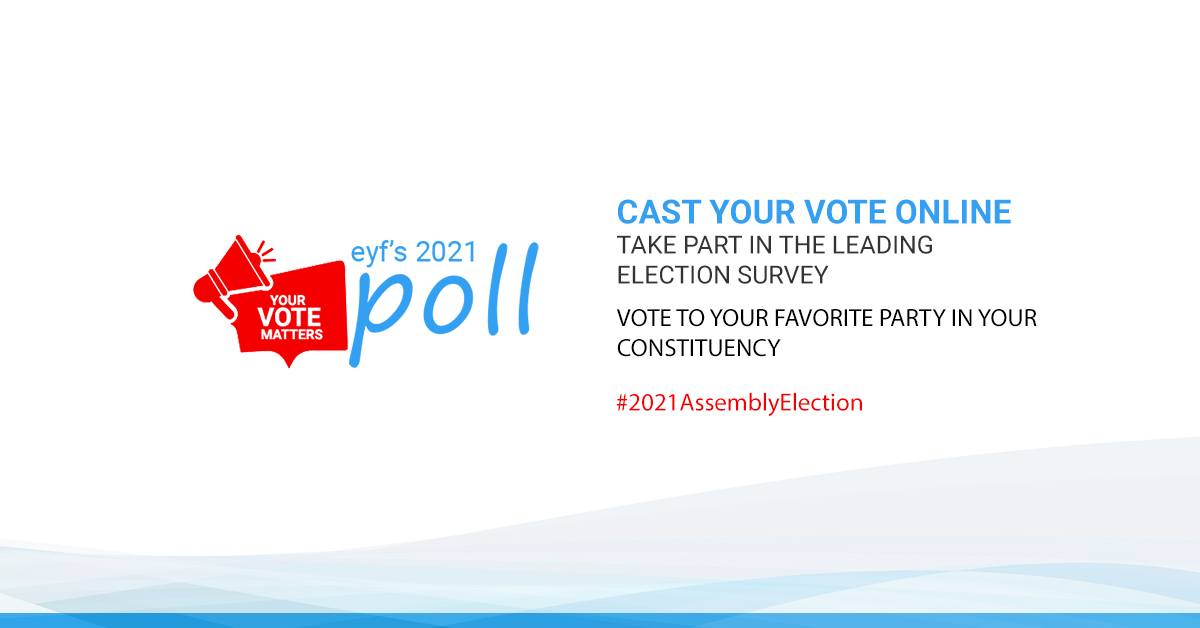 eyf's 2021
poll
YOUR
VOTE
MATTERS
CAST YOUR VOTE ONLINE
TAKE PART IN THE LEADING
ELECTION SURVEY
VOTE TO YOUR FAVORITE PARTY IN YOUR
CONSTITUENCY
#2021AssemblyElection